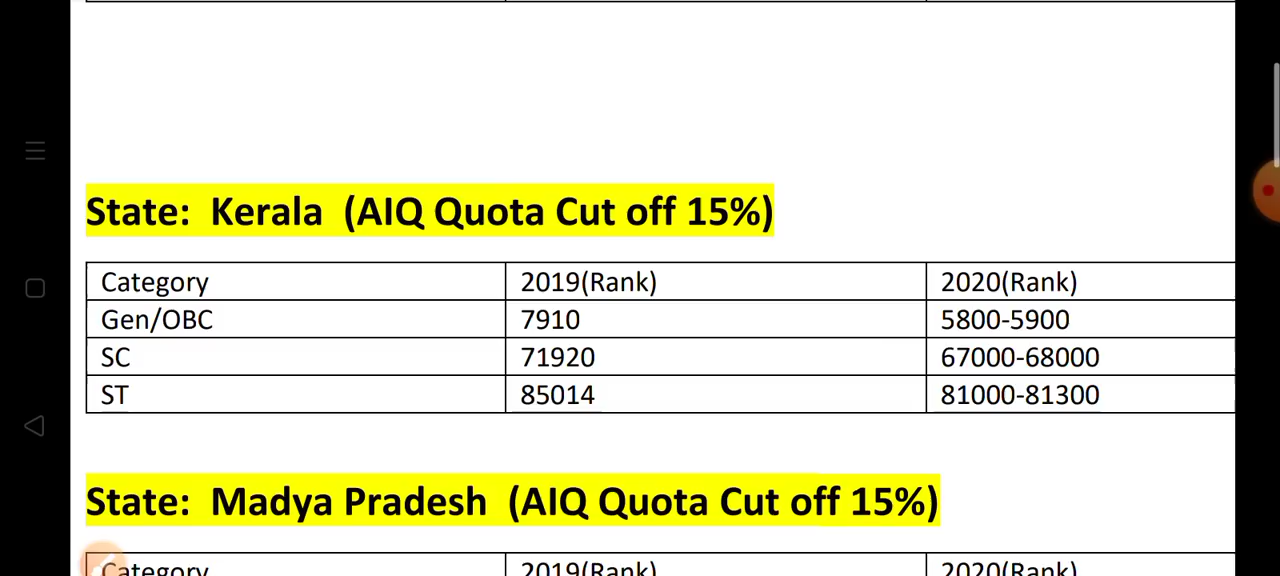 State:  Kerala  (AIQ Quota Cut off 15%)
Category 2019(Rank) 2020(Rank)
Gen/OBC 7910 5800-5900
SC 71920 67000-68000
ST 85014 81000-81300
State:  Madya Pradesh  (AIQ Quota Cut off 15%)
Category 2019(Rank) 2020(Rank)